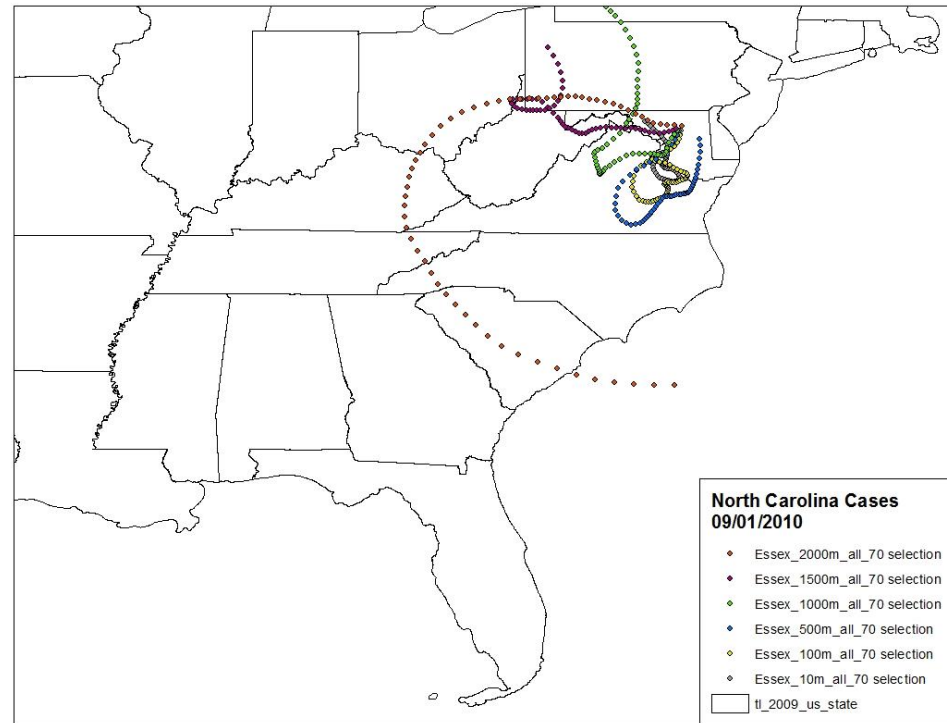 North Carolina Cases
09/01/2010
Essex_2000m_all_70 selection
Essex_1500m_all_70 selection
Essex_1000m_all_70 selection
Essex_500m_all_70 selection
Essex_100m_all_70 selection
Essex_10m_all_70 selection
tl_2009_us_state